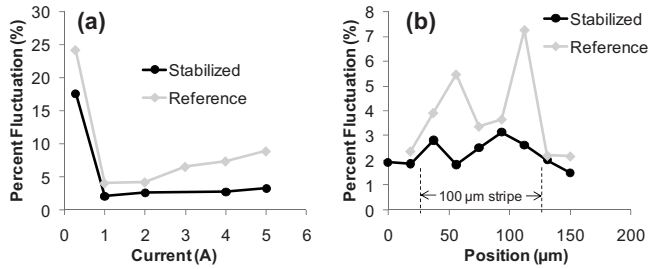 (a)
Percent Fluctuation (%)
30
25
20
15
10
5
0
0 1 2 3 4 5 6
Current (A)
Stabilized
Reference
(b)
Percent Fluctuation (%)
8
7
6
5
4
3
2
1
0
0 50 100 150 200
Position (µm)
Stabilized
Reference
100 µm stripe